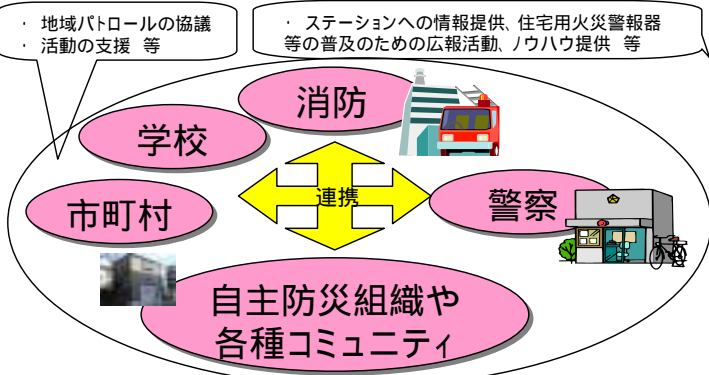 · 地域パトロールの協議
· 活動の支援 等
· ステーションへの情報提供、住宅用火災警報器
等の普及のための広報活動、ノウハウ提供 等
消防
学校
連携
市町村
警察
自主防災組織や
各種コミュニティ